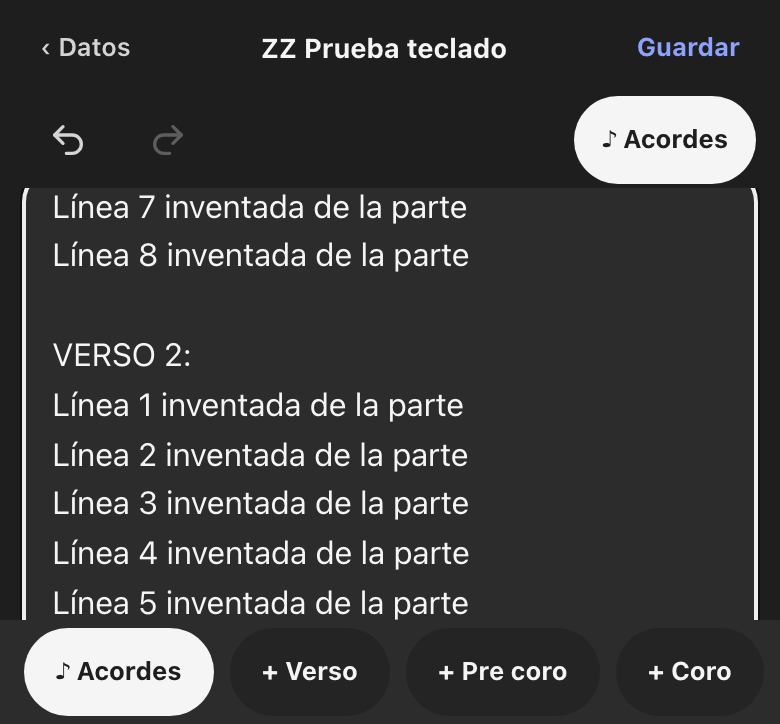 ‹ Datos ZZ Prueba teclado Guardar
♪ Acordes
Línea 7 inventada de la parte
Línea 8 inventada de la parte
VERSO 2:
Línea 1 inventada de la parte
Línea 2 inventada de la parte
Línea 3 inventada de la parte
Línea 4 inventada de la parte
Línea 5 inventada de la parte
♪ Acordes + Verso + Pre coro + Coro